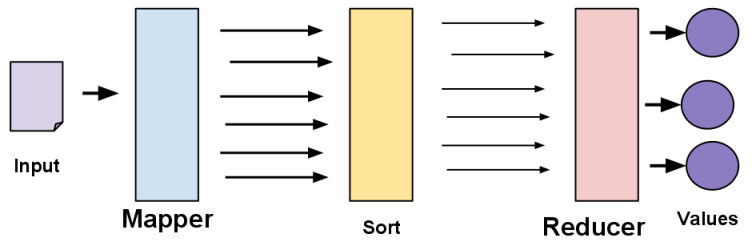 Input
Mapper
Sort
Reducer
Values